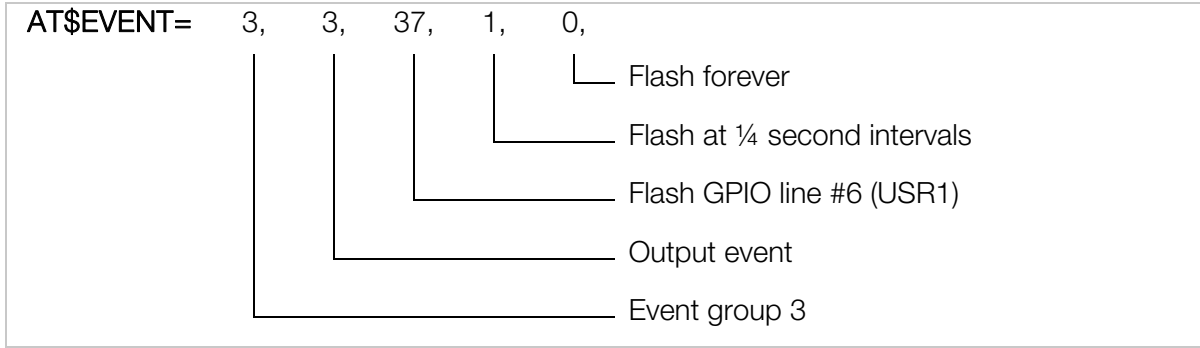 AT$EVENT= 3, 3, 37, 1, 0,
Flash forever
Flash at ¼ second intervals
Flash GPIO line #6 (USR1)
Output event
Event group 3